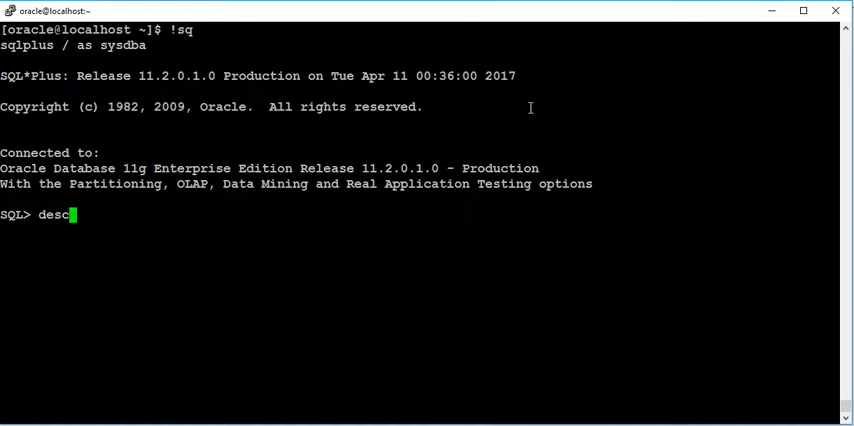 oracle@localhost:~
[oracle@localhost ~]$ !sq
sqlplus / as sysdba
SQL*Plus: Release 11.2.0.1.0 Production on Tue Apr 11 00:36:00 2017
Copyright (c) 1982, 2009, Oracle.  All rights reserved.
Connected to:
Oracle Database 11g Enterprise Edition Release 11.2.0.1.0 - Production
With the Partitioning, OLAP, Data Mining and Real Application Testing options
SQL> desc